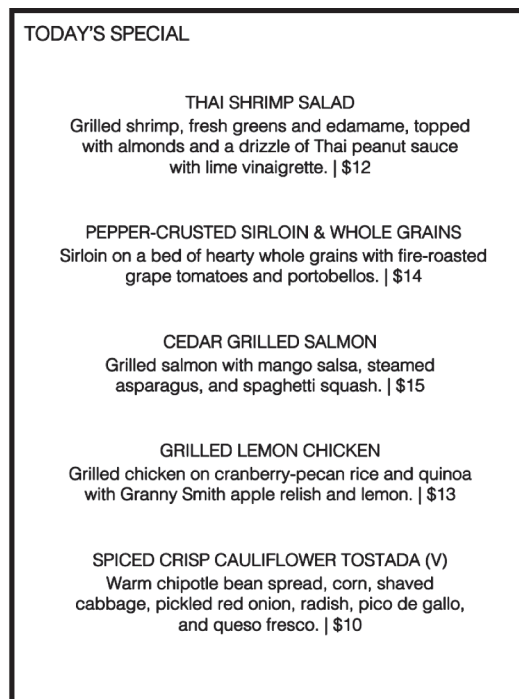 TODAY'S SPECIAL
THAI SHRIMP SALAD
Grilled shrimp, fresh greens and edamame, topped
with almonds and a drizzle of Thai peanut sauce
with lime vinaigrette. | $12
PEPPER-CRUSTED SIRLOIN & WHOLE GRAINS
Sirloin on a bed of hearty whole grains with fire-roasted
grape tomatoes and portobellos. | $14
CEDAR GRILLED SALMON
Grilled salmon with mango salsa, steamed
asparagus, and spaghetti squash. | $15
GRILLED LEMON CHICKEN
Grilled chicken on cranberry-pecan rice and quinoa
with Granny Smith apple relish and lemon. | $13
SPICED CRISP CAULIFLOWER TOSTADA (V)
Warm chipotle bean spread, corn, shaved
cabbage, pickled red onion, radish, pico de gallo,
and queso fresco. | $10